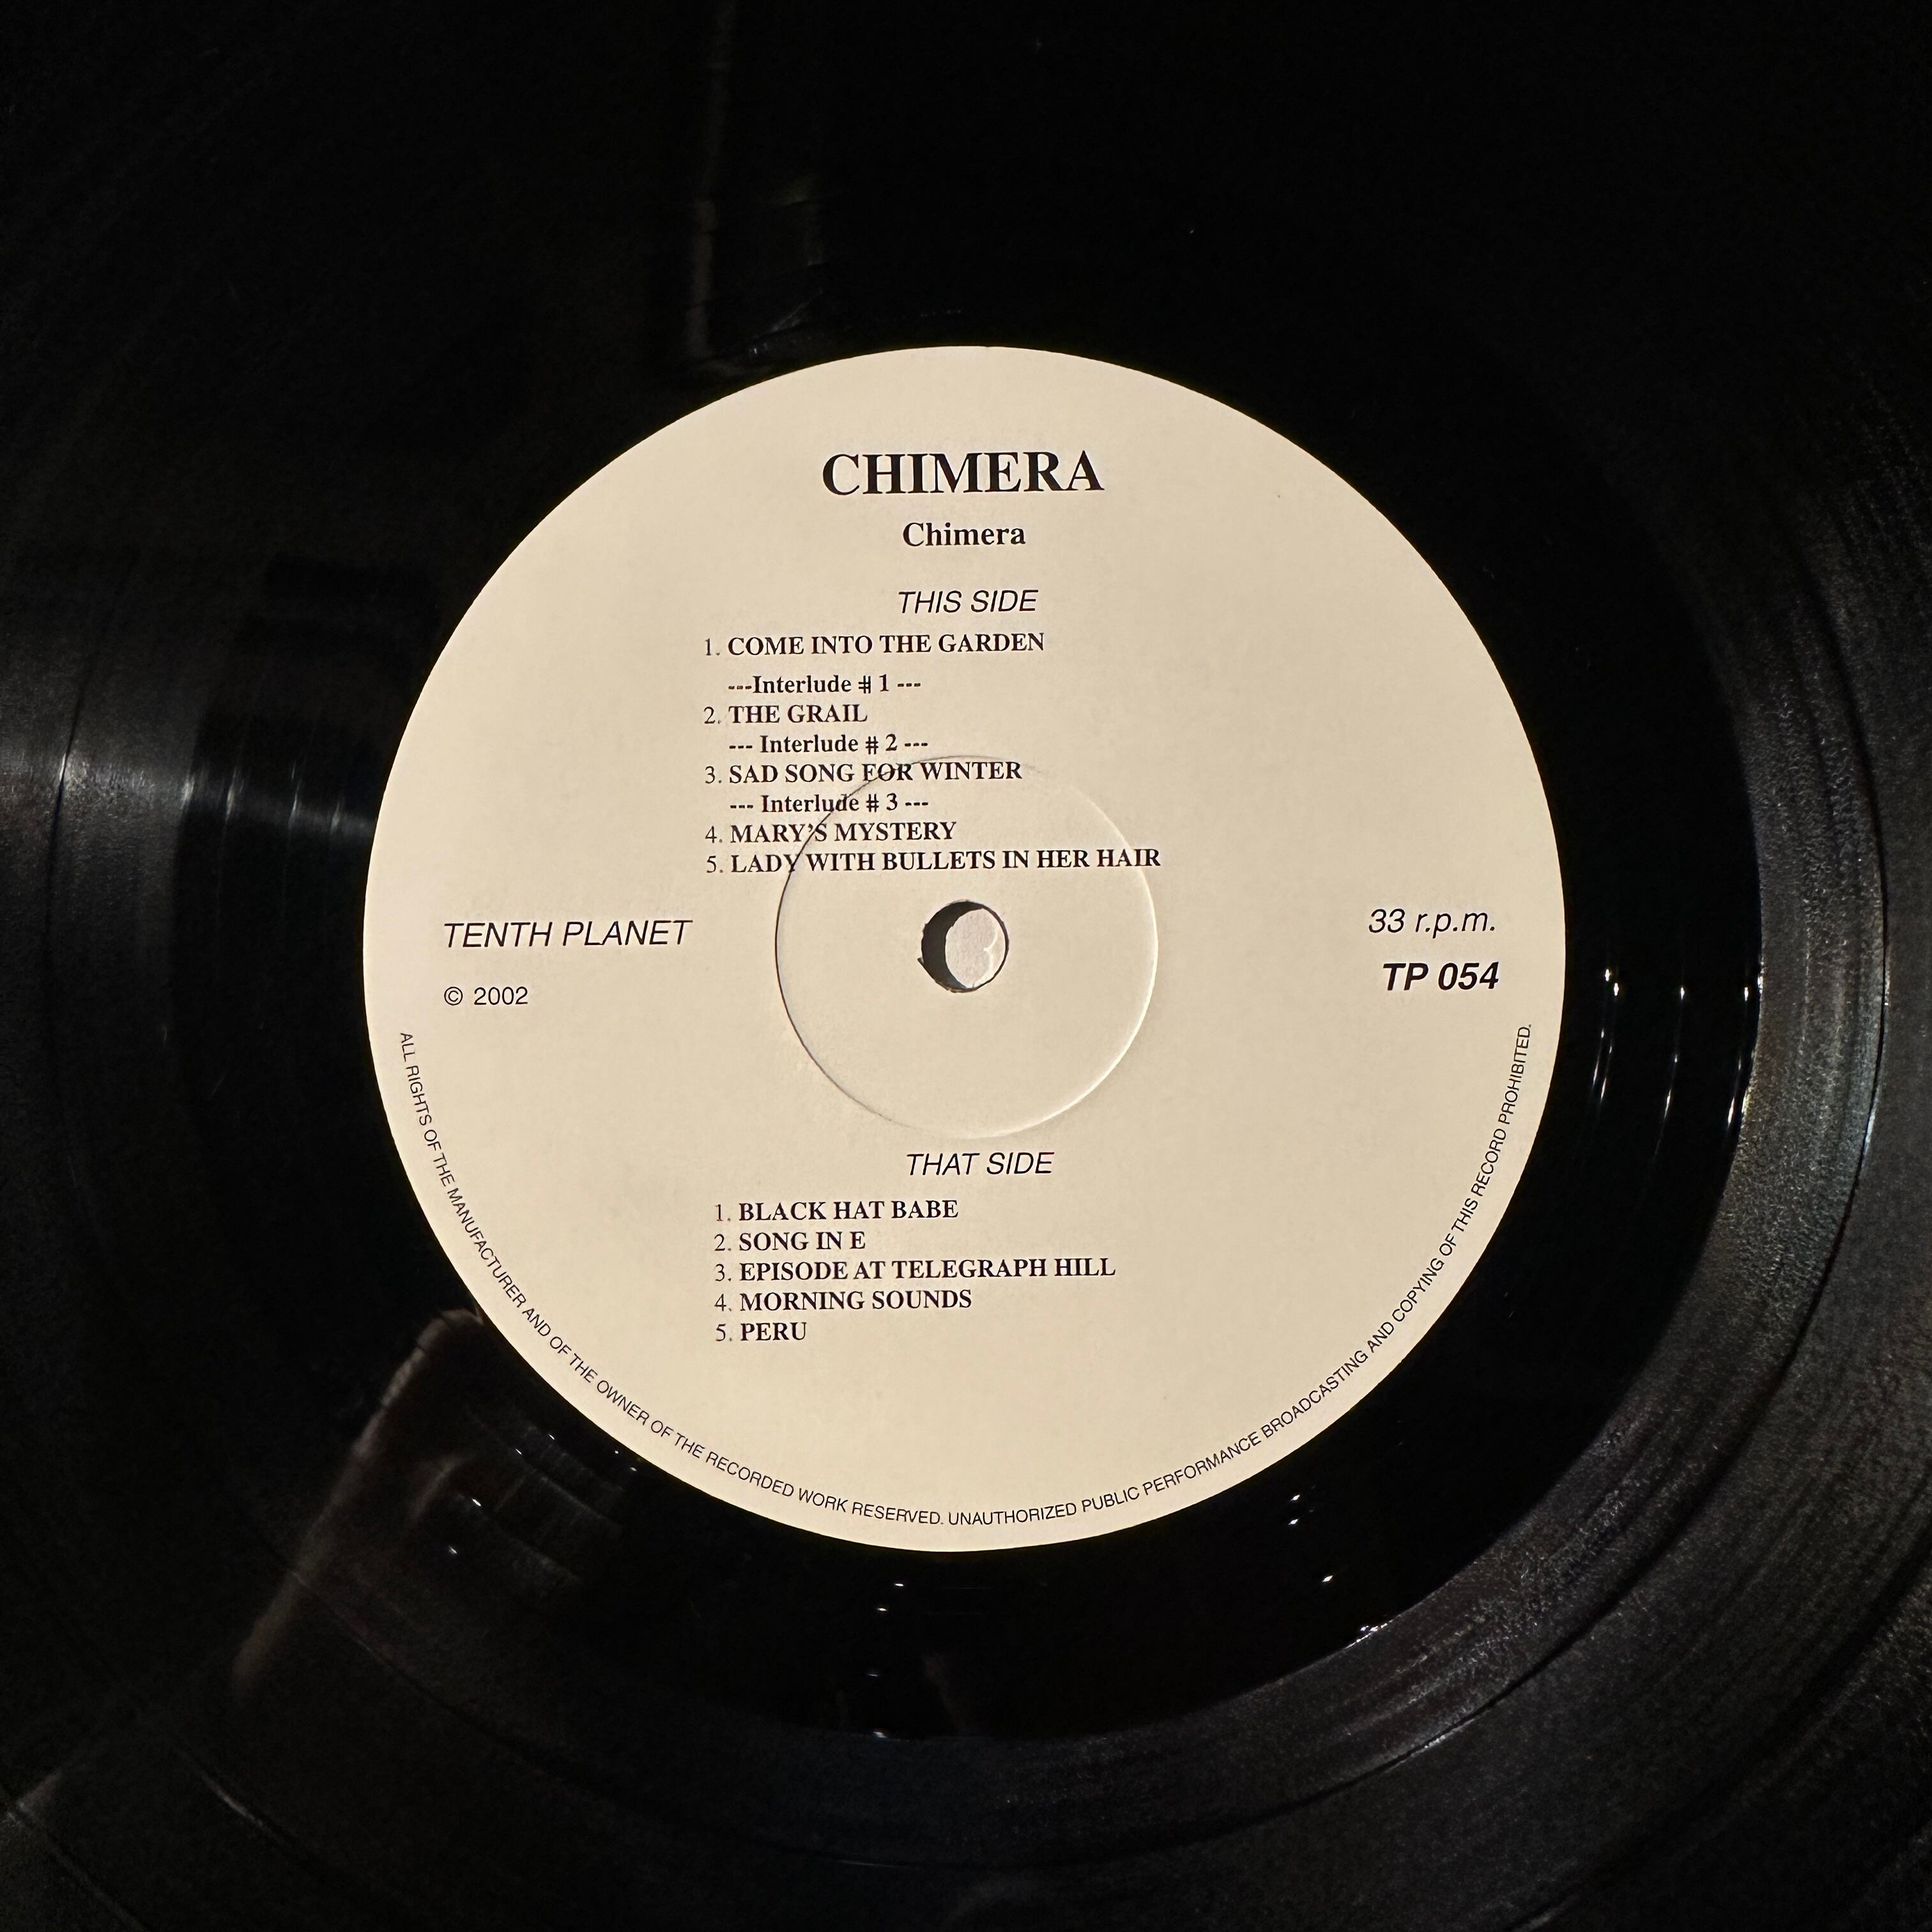 CHIMERA
Chimera
THIS SIDE
1. COME INTO THE GARDEN
---Interlude # 1 ---
2. THE GRAIL
--- Interlude # 2 ---
3. SAD SONG FOR WINTER
--- Interlude # 3 ---
4. MARY'S MYSTERY
5. LADY WITH BULLETS IN HER HAIR
TENTH PLANET
© 2002
33 r.p.m.
TP 054
THAT SIDE
1. BLACK HAT BABE
2. SONG IN E
3. EPISODE AT TELEGRAPH HILL
4. MORNING SOUNDS
5. PERU
ALL RIGHTS OF THE MANUFACTURER AND OF THE OWNER OF THE RECORDED WORK RESERVED. UNAUTHORIZED PUBLIC PERFORMANCE BROADCASTING AND COPYING OF THIS RECORD PROHIBITED.